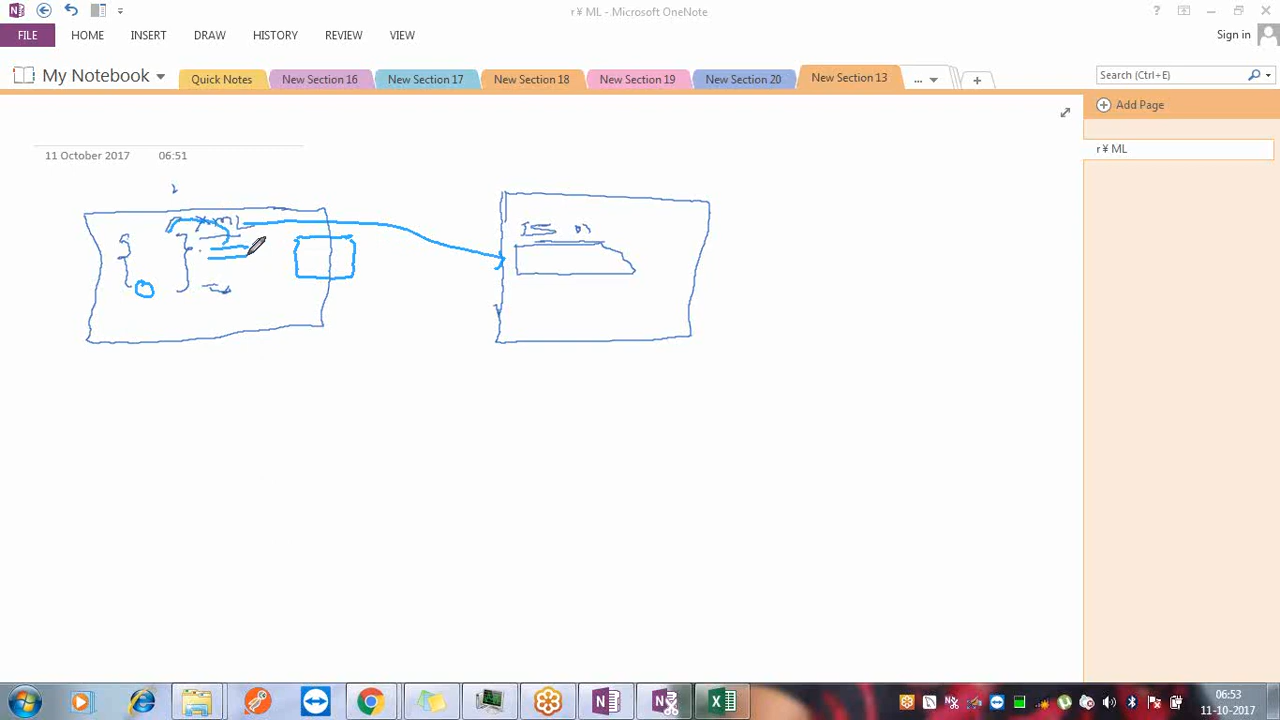 r ¥ ML - Microsoft OneNote
?
FILE HOME INSERT DRAW HISTORY REVIEW VIEW
Sign in
My Notebook Quick Notes New Section 16 New Section 17 New Section 18 New Section 19 New Section 20 New Section 13 ... + Search (Ctrl+E)
Add Page
r ¥ ML
11 October 2017 06:51
XML
06:53
11-10-2017